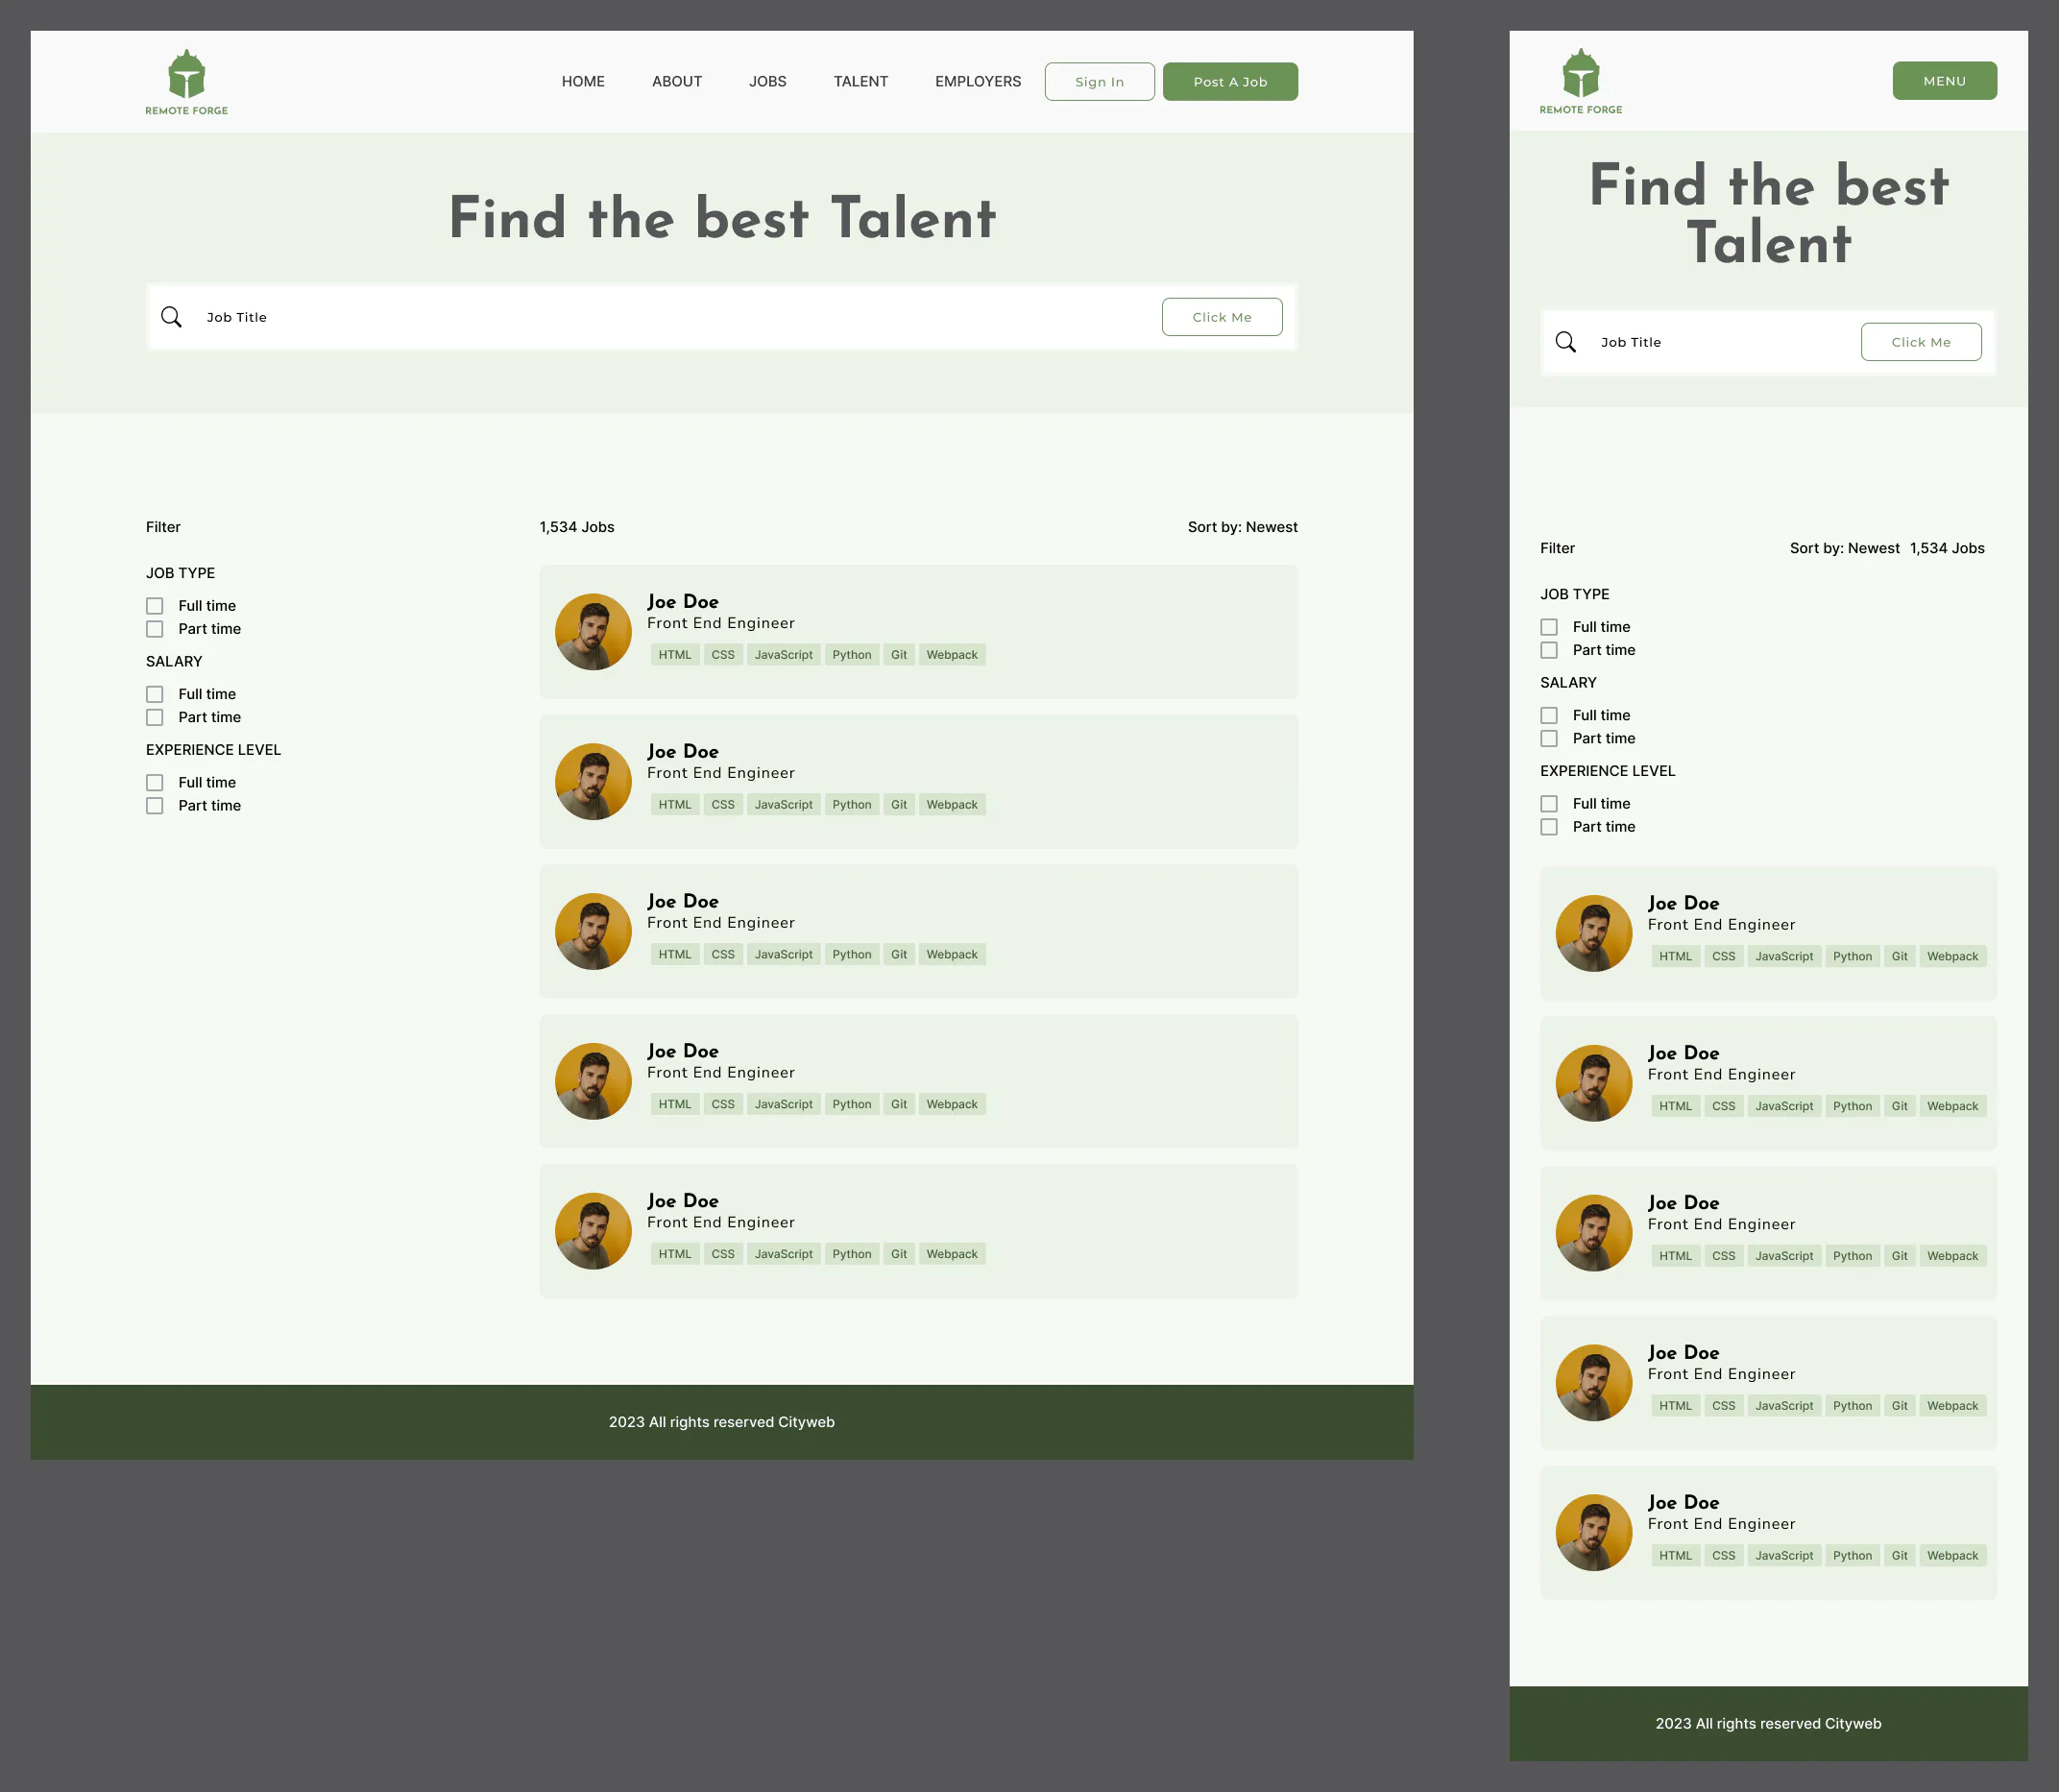 REMOTE FORGE
HOME ABOUT JOBS TALENT EMPLOYERS Sign In Post A Job
Find the best Talent
Job Title Click Me
Filter
JOB TYPE
Full time
Part time
SALARY
Full time
Part time
EXPERIENCE LEVEL
Full time
Part time
1,534 Jobs Sort by: Newest
Joe Doe
Front End Engineer
HTML CSS JavaScript Python Git Webpack
Joe Doe
Front End Engineer
HTML CSS JavaScript Python Git Webpack
Joe Doe
Front End Engineer
HTML CSS JavaScript Python Git Webpack
Joe Doe
Front End Engineer
HTML CSS JavaScript Python Git Webpack
Joe Doe
Front End Engineer
HTML CSS JavaScript Python Git Webpack
2023 All rights reserved Cityweb
REMOTE FORGE
MENU
Find the best
Talent
Job Title Click Me
Filter Sort by: Newest 1,534 Jobs
JOB TYPE
Full time
Part time
SALARY
Full time
Part time
EXPERIENCE LEVEL
Full time
Part time
Joe Doe
Front End Engineer
HTML CSS JavaScript Python Git Webpack
Joe Doe
Front End Engineer
HTML CSS JavaScript Python Git Webpack
Joe Doe
Front End Engineer
HTML CSS JavaScript Python Git Webpack
Joe Doe
Front End Engineer
HTML CSS JavaScript Python Git Webpack
Joe Doe
Front End Engineer
HTML CSS JavaScript Python Git Webpack
2023 All rights reserved Cityweb